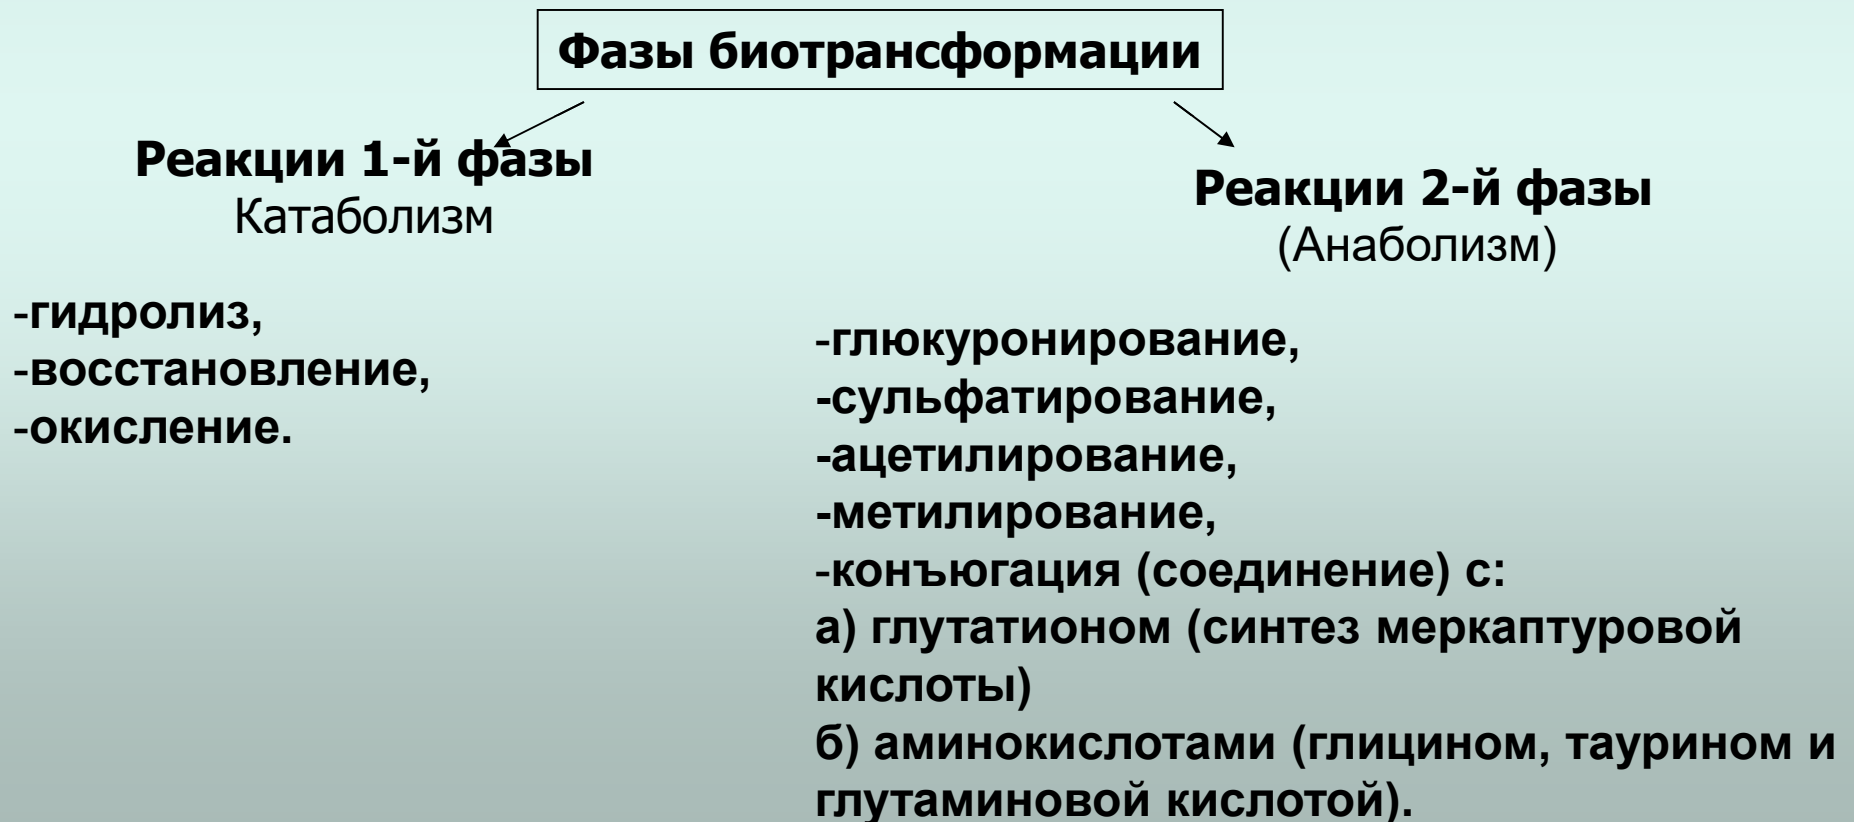 Фазы биотрансформации
Реакции 1-й фазы
Катаболизм
-гидролиз,
-восстановление,
-окисление.
Реакции 2-й фазы
(Анаболизм)
-глюкуронирование,
-сульфатирование,
-ацетилирование,
-метилирование,
-конъюгация (соединение) с:
а) глутатионом (синтез меркаптуровой
кислоты)
б) аминокислотами (глицином, таурином и
глутаминовой кислотой).